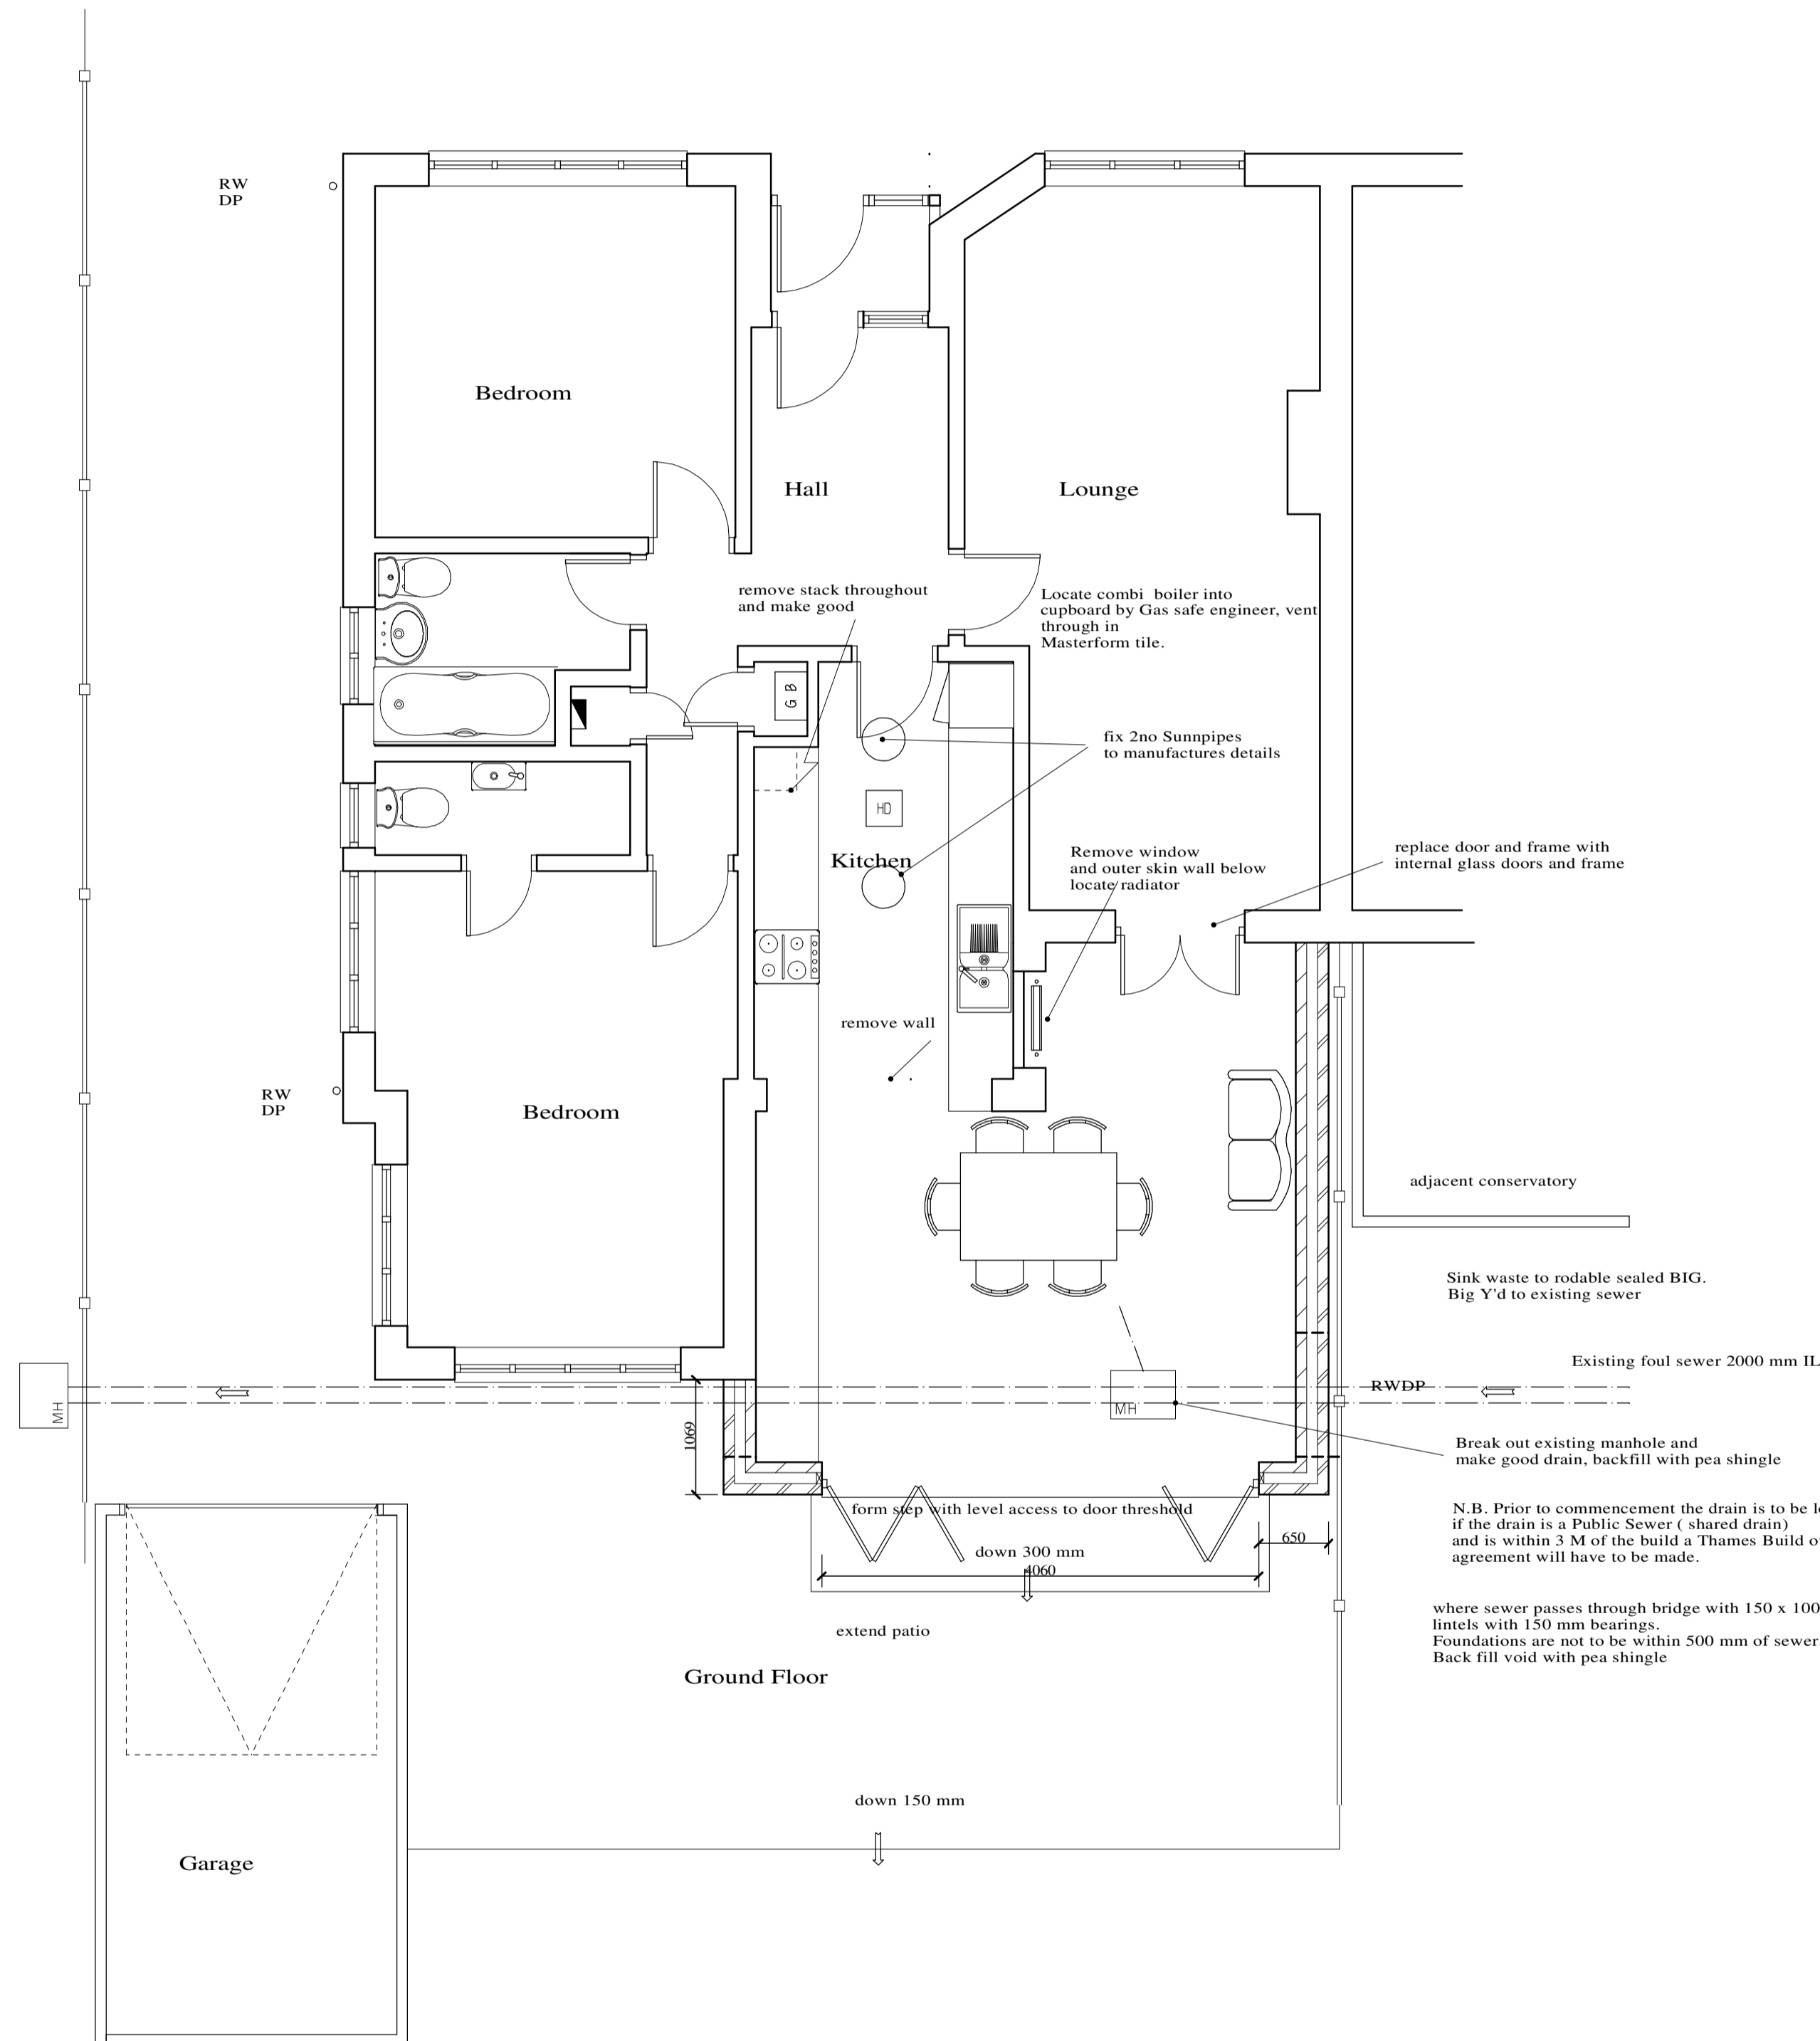 RW
DP
Bedroom
Hall
Lounge
remove stack throughout
and make good
Locate combi boiler into
cupboard by Gas safe engineer, vent
through in
Masterform tile.
G B
fix 2no Sunnpipes
to manufactures details
HD
Kitchen
Remove window
and outer skin wall below
locate radiator
replace door and frame with
internal glass doors and frame
remove wall
RW
DP
Bedroom
adjacent conservatory
Sink waste to rodable sealed BIG.
Big Y'd to existing sewer
Existing foul sewer 2000 mm IL
RWDP
MH
MH
1069
Break out existing manhole and
make good drain, backfill with pea shingle
form step with level access to door threshold
N.B. Prior to commencement the drain is to be
if the drain is a Public Sewer ( shared drain)
and is within 3 M of the build a Thames Build
agreement will have to be made.
650
down 300 mm
4060
where sewer passes through bridge with 150 x 100
lintels with 150 mm bearings.
Foundations are not to be within 500 mm of sewer
Back fill void with pea shingle
extend patio
Ground Floor
down 150 mm
Garage